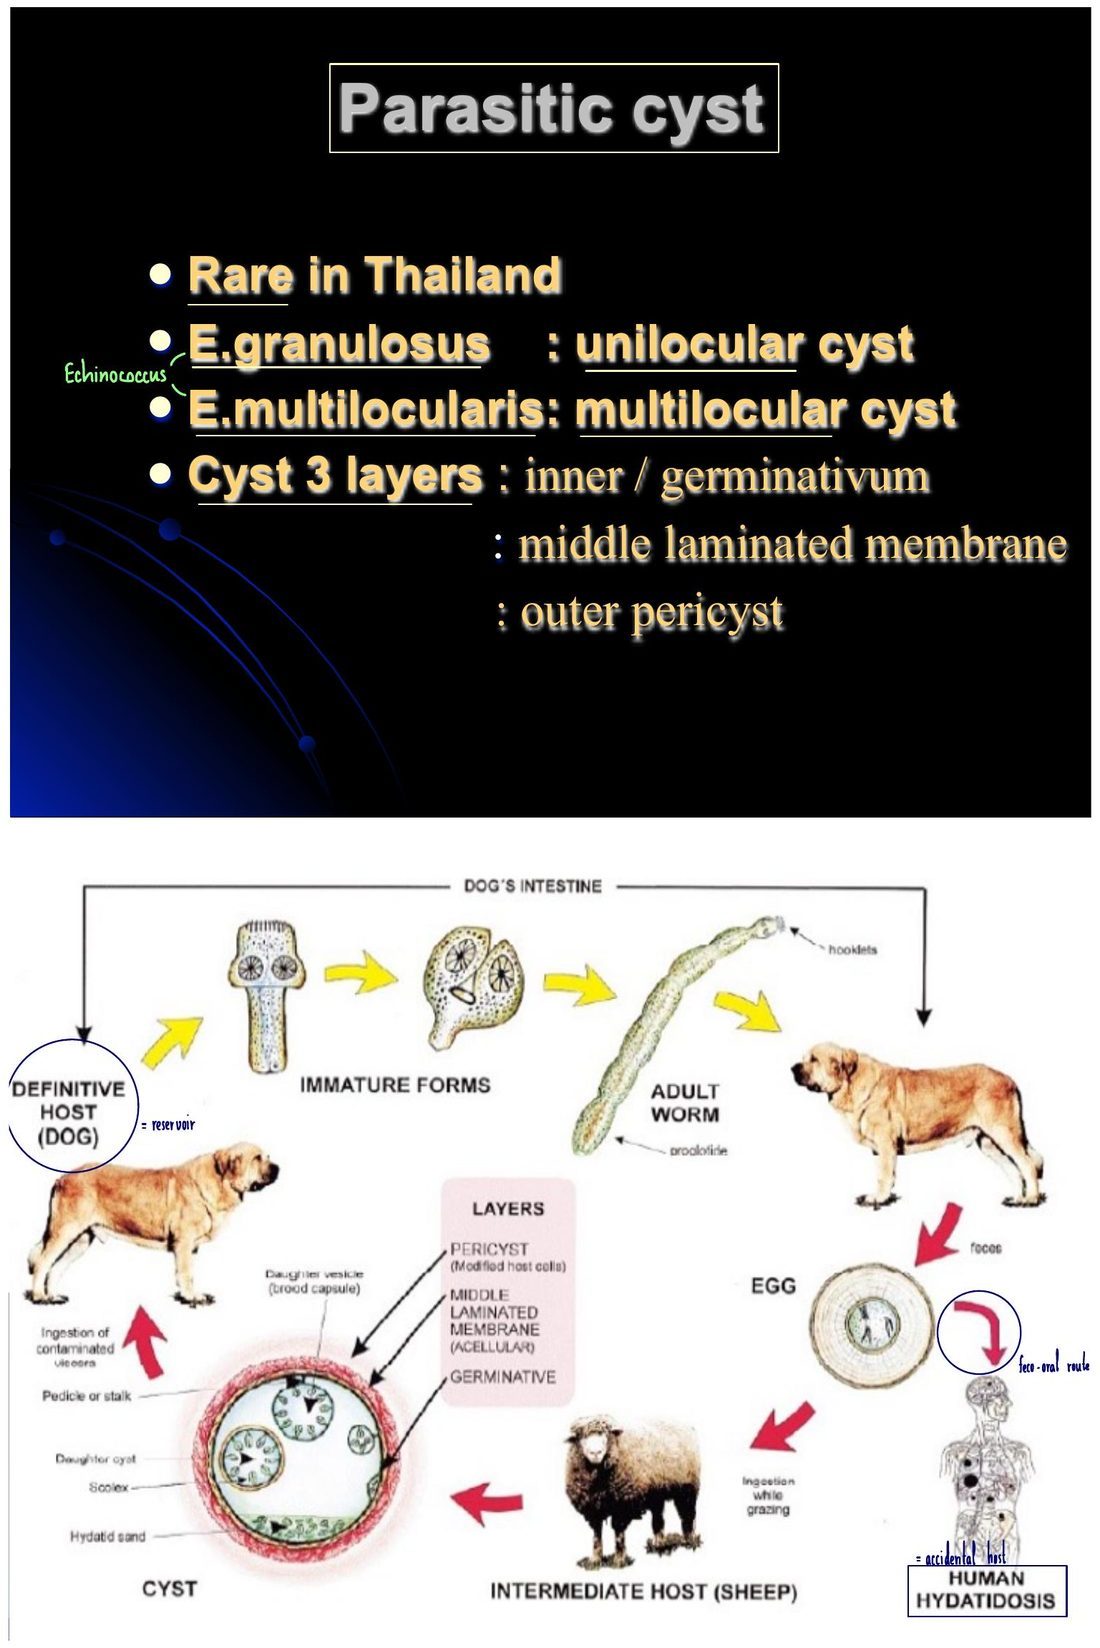 Parasitic cyst
• Rare in Thailand
• E.granulosus : unilocular cyst
Echinococcus
• E.multilocularis: multilocular cyst
• Cyst 3 layers : inner / germinativum
: middle laminated membrane
: outer pericyst
DOG´S INTESTINE
hooklets
IMMATURE FORMS
ADULT
WORM
proglotide
DEFINITIVE
HOST
(DOG)
= reservoir
LAYERS
PERICYST
(Modified host cells)
MIDDLE
LAMINATED
MEMBRANE
(ACELLULAR)
GERMINATIVE
Daughter vesicle
(brood capsule)
feces
EGG
feco-oral route
Ingestion of
contaminated
viscera
Pedicle or stalk
Daughter cyst
Scolex
Hydatid sand
CYST
Ingestion
while
grazing
INTERMEDIATE HOST (SHEEP)
= accidental host
HUMAN
HYDATIDOSIS